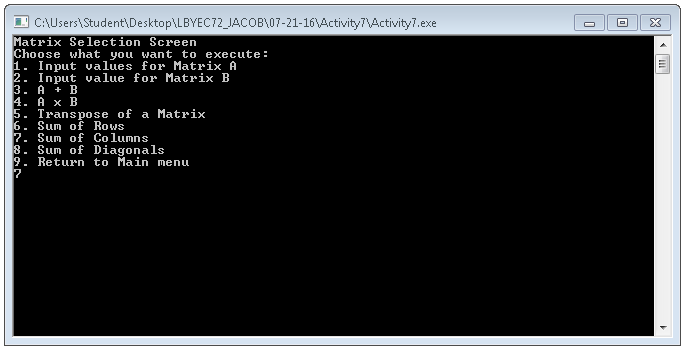 C:\Users\Student\Desktop\LBYEC72_JACOB\07-21-16\Activity7\Activity7.exe
Matrix Selection Screen
Choose what you want to execute:
1. Input values for Matrix A
2. Input value for Matrix B
3. A + B
4. A x B
5. Transpose of a Matrix
6. Sum of Rows
7. Sum of Columns
8. Sum of Diagonals
9. Return to Main menu
7